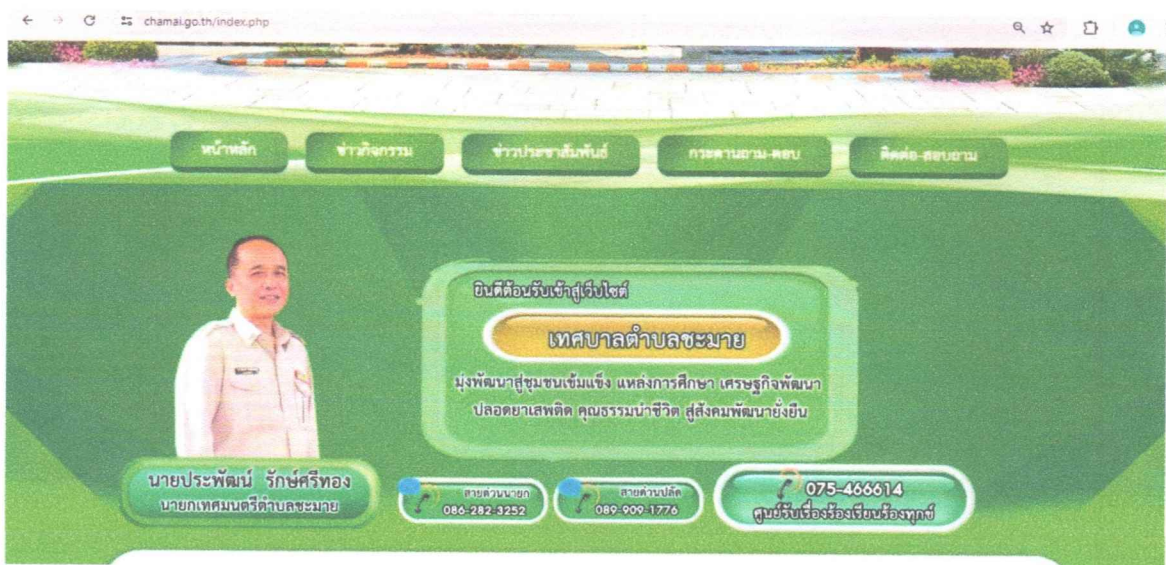 chamai.go.th/index.php
หน้าหลัก ข่าวกิจกรรม ข่าวประชาสัมพันธ์ กระดานถาม-ตอบ ติดต่อ-สอบถาม
ยินดีต้อนรับเข้าสู่เว็บไซต์
เทศบาลตำบลชะมาย
มุ่งพัฒนาสู่ชุมชนเข้มแข็ง แหล่งการศึกษา เศรษฐกิจพัฒนา
ปลอดยาเสพติด คุณธรรมนำชีวิต สู่สังคมพัฒนายั่งยืน
นายประพัฒน์ รักษ์ศรีทอง
นายกเทศมนตรีตำบลชะมาย
สายด่วนนายก
086-282-3252
สายด่วนปลัด
089-909-1776
075-466614
ศูนย์รับเรื่องร้องเรียนร้องทุกข์